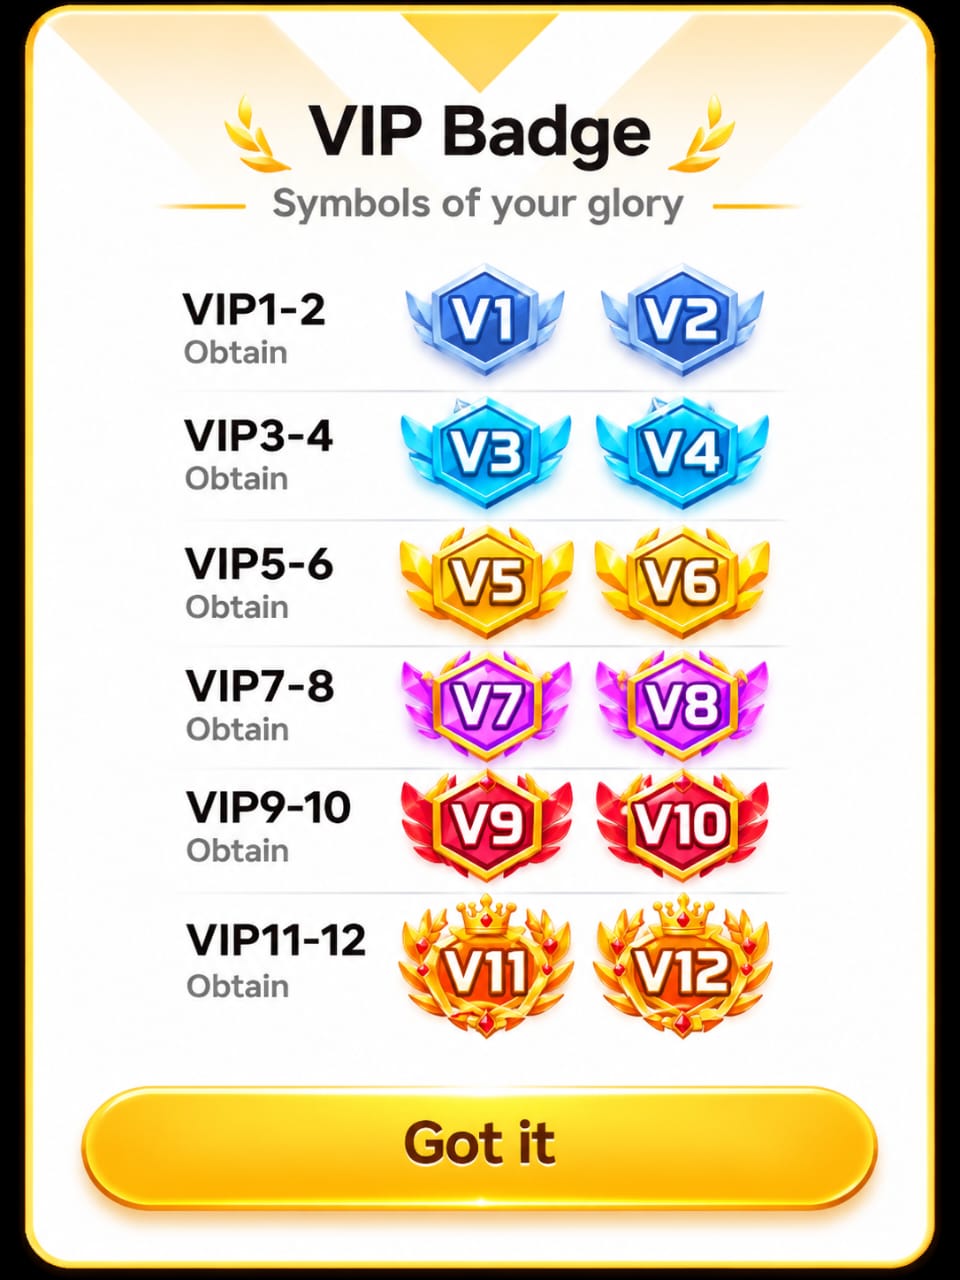 VIP Badge
Symbols of your glory
VIP1-2
Obtain
V1 V2
VIP3-4
Obtain
V3 V4
VIP5-6
Obtain
V5 V6
VIP7-8
Obtain
V7 V8
VIP9-10
Obtain
V9 V10
VIP11-12
Obtain
V11 V12
Got it